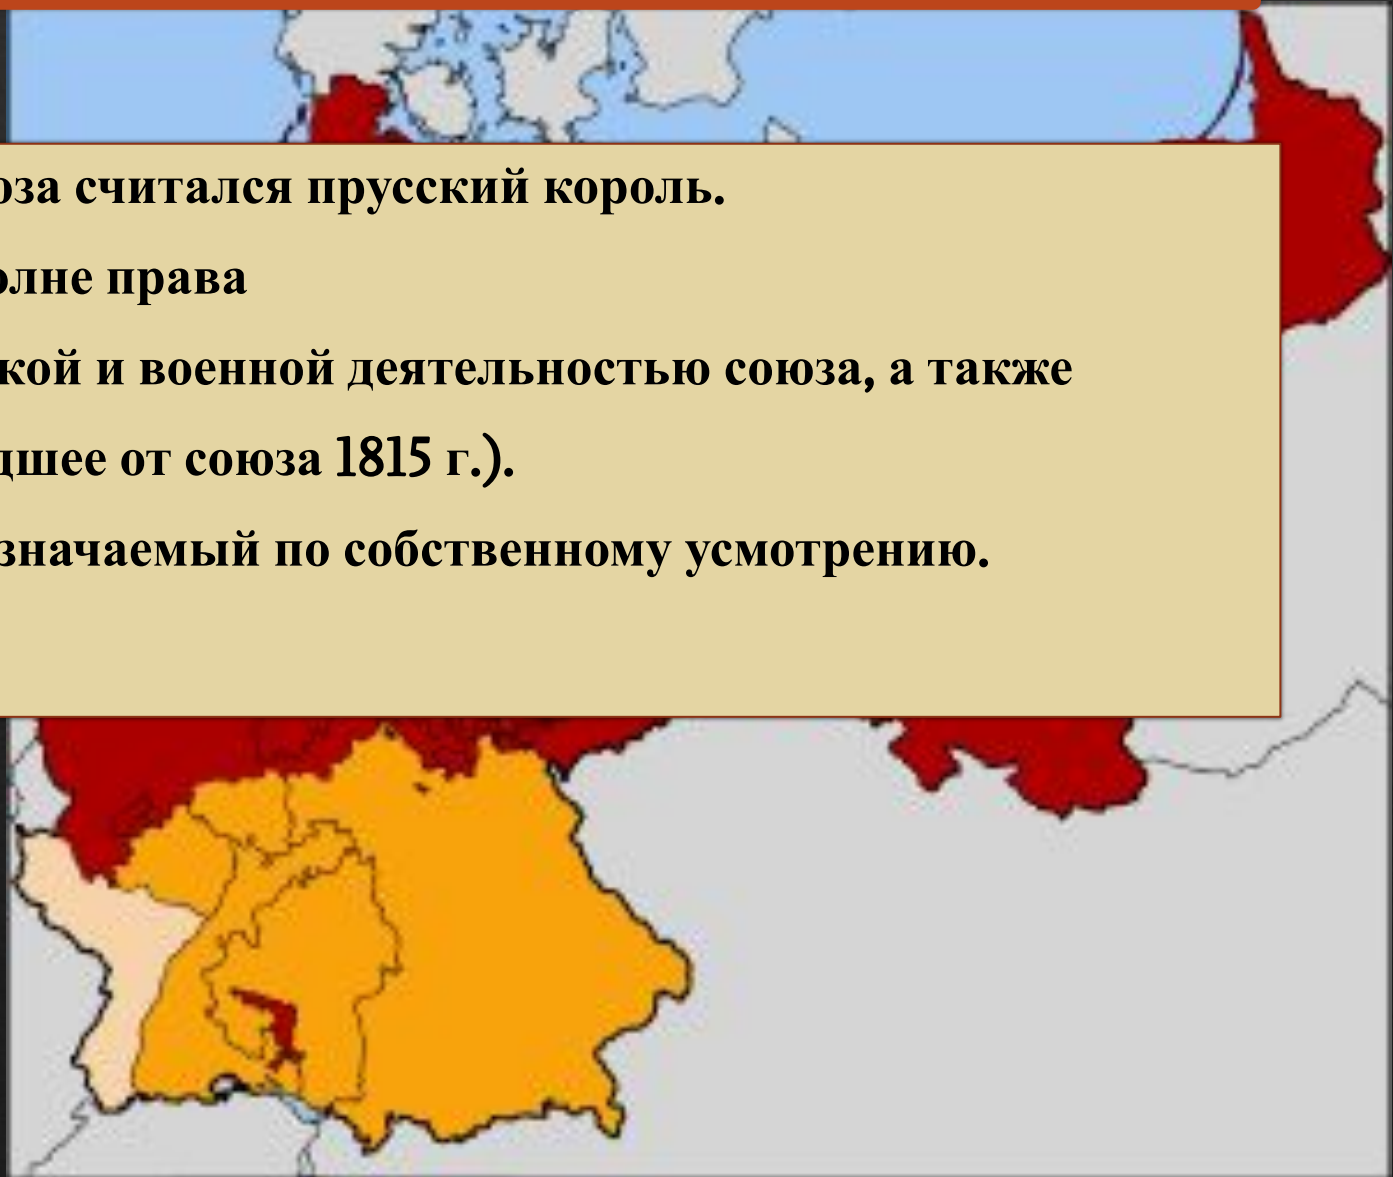 оза считался прусский король.
олне права
кой и военной деятельностью союза, а также
дшее от союза 1815 г.).
значаемый по собственному усмотрению.